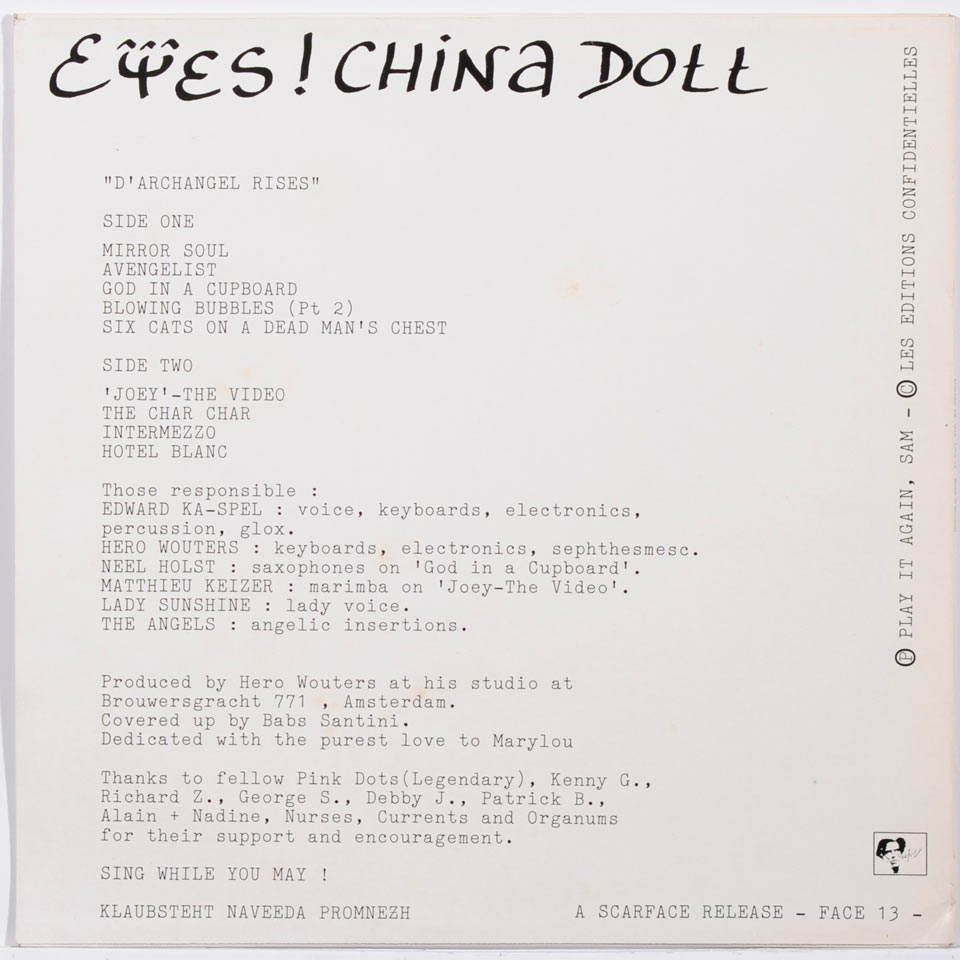 EYES! CHINA DOLL
"D'ARCHANGEL RISES"
SIDE ONE
MIRROR SOUL
AVENGELIST
GOD IN A CUPBOARD
BLOWING BUBBLES (Pt 2)
SIX CATS ON A DEAD MAN'S CHEST
SIDE TWO
'JOEY'-THE VIDEO
THE CHAR CHAR
INTERMEZZO
HOTEL BLANC
Those responsible :
EDWARD KA-SPEL : voice, keyboards, electronics,
percussion, glox.
HERO WOUTERS : keyboards, electronics, sephthesmesc.
NEEL HOLST : saxophones on 'God in a Cupboard'.
MATTHIEU KEIZER : marimba on 'Joey-The Video'.
LADY SUNSHINE : lady voice.
THE ANGELS : angelic insertions.
Produced by Hero Wouters at his studio at
Brouwersgracht 771 , Amsterdam.
Covered up by Babs Santini.
Dedicated with the purest love to Marylou
Thanks to fellow Pink Dots(Legendary), Kenny G.,
Richard Z., George S., Debby J., Patrick B.,
Alain + Nadine, Nurses, Currents and Organums
for their support and encouragement.
SING WHILE YOU MAY !
KLAUBSTEHT NAVEEDA PROMNEZH
A SCARFACE RELEASE - FACE 13 -
Ⓟ PLAY IT AGAIN, SAM - © LES EDITIONS CONFIDENTIELLES